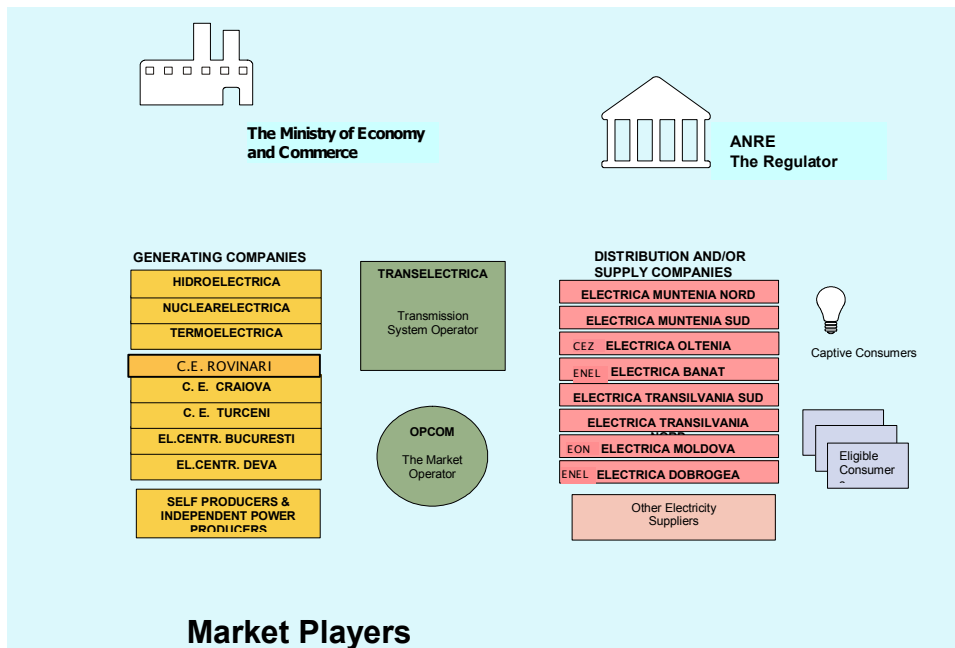 The Ministry of Economy
and Commerce
ANRE
The Regulator
GENERATING COMPANIES
HIDROELECTRICA
NUCLEARELECTRICA
TERMOELECTRICA
C.E. ROVINARI
C. E. CRAIOVA
C. E. TURCENI
EL.CENTR. BUCURESTI
EL.CENTR. DEVA
SELF PRODUCERS &
INDEPENDENT POWER
PRODUCERS
TRANSELECTRICA
Transmission
System Operator
OPCOM
The Market
Operator
DISTRIBUTION AND/OR
SUPPLY COMPANIES
ELECTRICA MUNTENIA NORD
ELECTRICA MUNTENIA SUD
CEZ ELECTRICA OLTENIA
ENEL ELECTRICA BANAT
ELECTRICA TRANSILVANIA SUD
ELECTRICA TRANSILVANIA
NORD
EON ELECTRICA MOLDOVA
ENEL ELECTRICA DOBROGEA
Other Electricity
Suppliers
Captive Consumers
Eligible
Consumer
s
Market Players